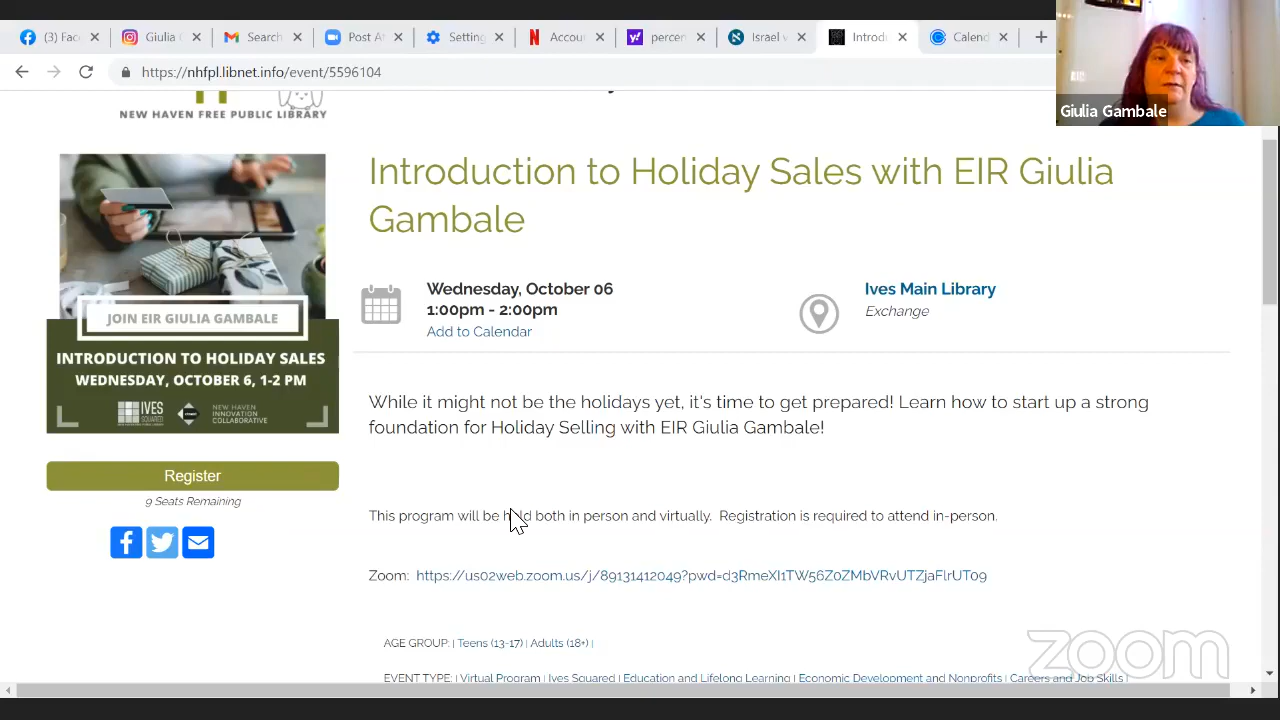 (3) Fac
Giulia
Search
Post At
Setting
Accou
percen
Israel v
Introdu
Calend
https://nhfpl.libnet.info/event/5596104
Giulia Gambale
NEW HAVEN FREE PUBLIC LIBRARY
Introduction to Holiday Sales with EIR Giulia
Gambale
Wednesday, October 06
1:00pm - 2:00pm
Add to Calendar
Ives Main Library
Exchange
JOIN EIR GIULIA GAMBALE
INTRODUCTION TO HOLIDAY SALES
WEDNESDAY, OCTOBER 6, 1-2 PM
IVES
SQUARED
NEW HAVEN
INNOVATION
COLLABORATIVE
While it might not be the holidays yet, it's time to get prepared! Learn how to start up a strong
foundation for Holiday Selling with EIR Giulia Gambale!
Register
9 Seats Remaining
This program will be held both in person and virtually. Registration is required to attend in-person.
Zoom: https://us02web.zoom.us/j/89131412049?pwd=d3RmeXI1TW56Z0ZMbVRvUTZjaFlrUT09
AGE GROUP: | Teens (13-17) | Adults (18+) |
EVENT TYPE: | Virtual Program | Ives Squared | Education and Lifelong Learning | Economic Development and Nonprofits | Careers and Job Skills |
zoom